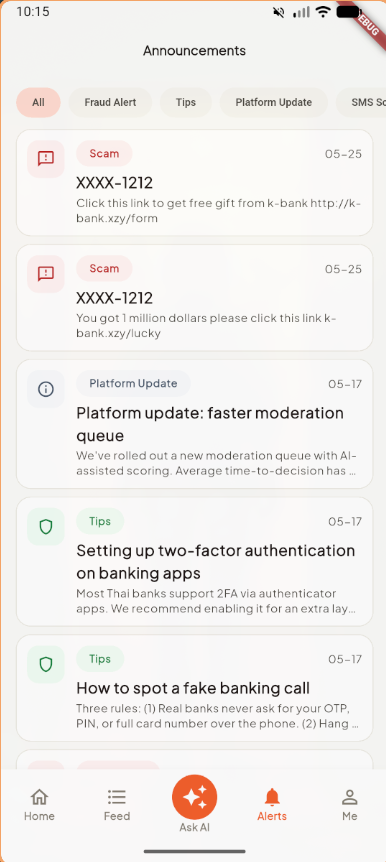 10:15
EBUG
Announcements
All
Fraud Alert
Tips
Platform Update
SMS Sc
Scam
05-25
XXXX-1212
Click this link to get free gift from k-bank http://k-
bank.xzy/form
Scam
05-25
XXXX-1212
You got 1 million dollars please click this link k-
bank.xzy/lucky
Platform Update
05-17
Platform update: faster moderation
queue
We've rolled out a new moderation queue with AI-
assisted scoring. Average time-to-decision has ...
Tips
05-17
Setting up two-factor authentication
on banking apps
Most Thai banks support 2FA via authenticator
apps. We recommend enabling it for an extra lay...
Tips
05-17
How to spot a fake banking call
Three rules: (1) Real banks never ask for your OTP,
PIN, or full card number over the phone. (2) Hang ...
Home
Feed
Ask AI
Alerts
Me